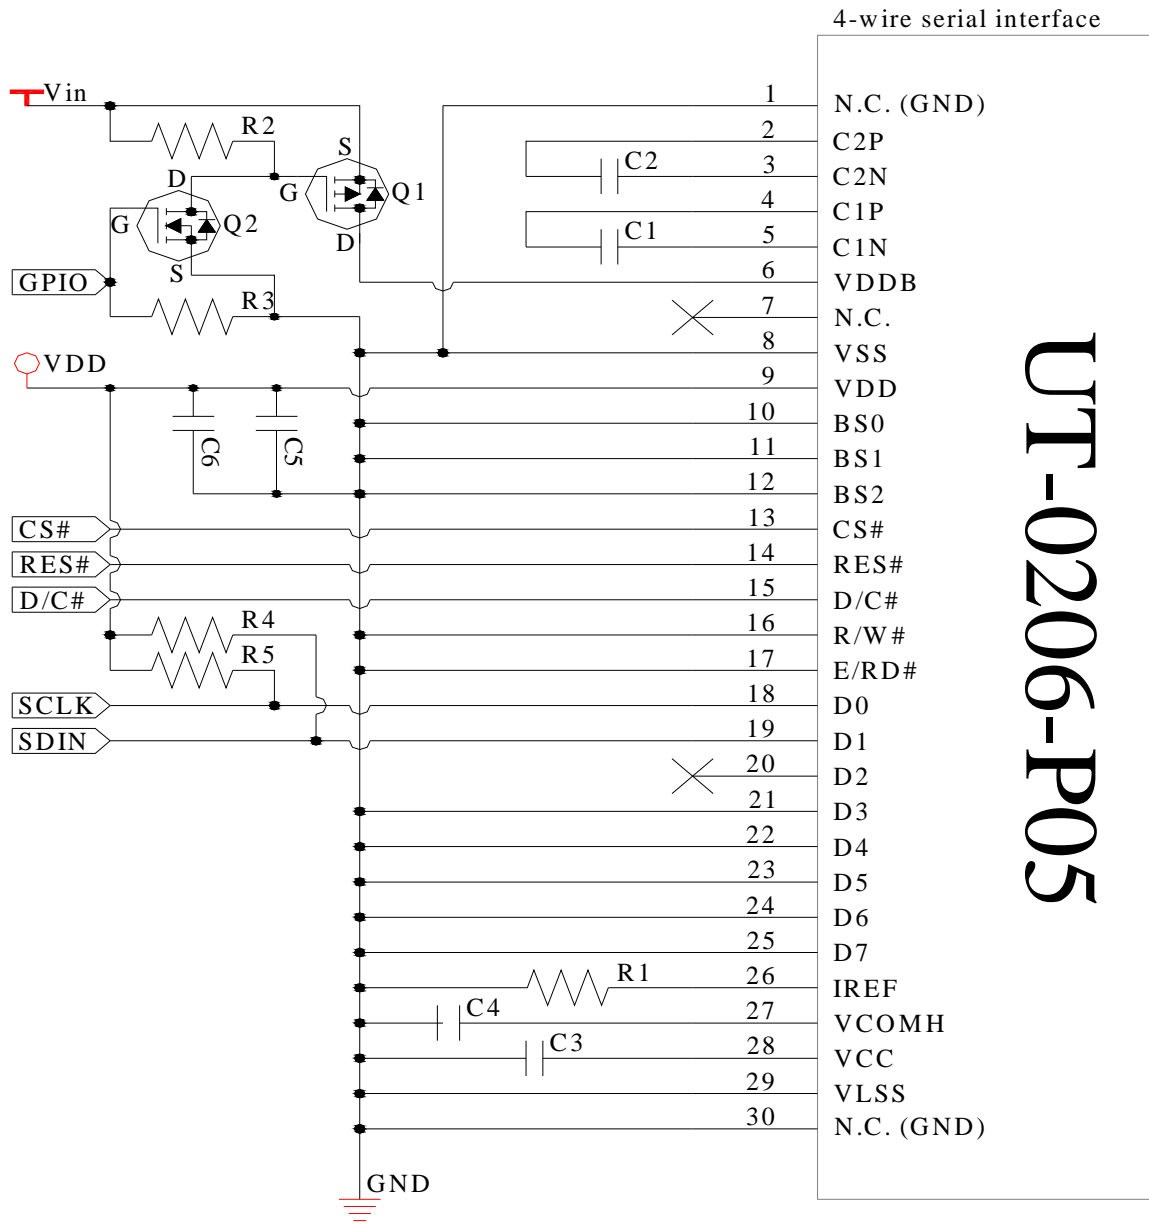 4-wire serial interface
Vin
R2
S
D
G
Q1
G
Q2
D
S
GPIO
R3
VDD
C6
C5
CS#
RES#
D/C#
R4
R5
SCLK
SDIN
C2
C1
R1
C4
C3
GND
1 N.C. (GND)
2 C2P
3 C2N
4 C1P
5 C1N
6 VDDB
7 N.C.
8 VSS
9 VDD
10 BS0
11 BS1
12 BS2
13 CS#
14 RES#
15 D/C#
16 R/W#
17 E/RD#
18 D0
19 D1
20 D2
21 D3
22 D4
23 D5
24 D6
25 D7
26 IREF
27 VCOMH
28 VCC
29 VLSS
30 N.C. (GND)
UT-0206-P05